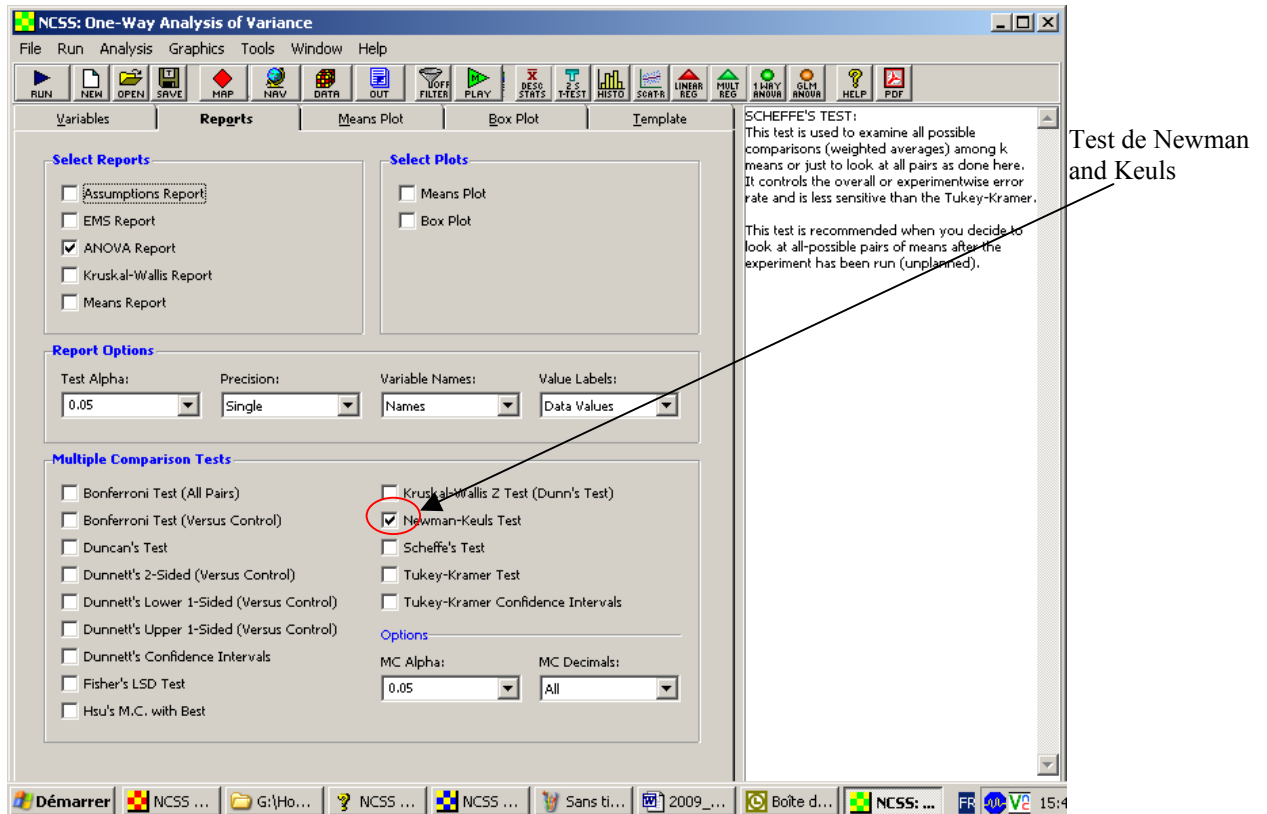 NCSS: One-Way Analysis of Variance
File Run Analysis Graphics Tools Window Help
RUN NEW OPEN SAVE MAP NAV DATA OUT OFF FILTER PLAY X DESC STATS T 2 S T-TEST HISTO SCAT-R LINEAR REG MULT REG 1 WAY ANOVA GLM ANOVA HELP PDF
Variables Reports Means Plot Box Plot Template
Select Reports
Assumptions Report
EMS Report
ANOVA Report
Kruskal-Wallis Report
Means Report
Select Plots
Means Plot
Box Plot
Report Options
Test Alpha: Precision: Variable Names: Value Labels:
0.05 Single Names Data Values
Multiple Comparison Tests
Bonferroni Test (All Pairs)
Bonferroni Test (Versus Control)
Duncan's Test
Dunnett's 2-Sided (Versus Control)
Dunnett's Lower 1-Sided (Versus Control)
Dunnett's Upper 1-Sided (Versus Control)
Dunnett's Confidence Intervals
Fisher's LSD Test
Hsu's M.C. with Best
Kruskal-Wallis Z Test (Dunn's Test)
Newman-Keuls Test
Scheffe's Test
Tukey-Kramer Test
Tukey-Kramer Confidence Intervals
Options
MC Alpha: MC Decimals:
0.05 All
SCHEFFE'S TEST:
This test is used to examine all possible
comparisons (weighted averages) among k
means or just to look at all pairs as done here.
It controls the overall or experimentwise error
rate and is less sensitive than the Tukey-Kramer.
This test is recommended when you decide to
look at all-possible pairs of means after the
experiment has been run (unplanned).
Test de Newman
and Keuls
Démarrer NCSS ... G:\Ho... NCSS ... NCSS ... Sans ti... 2009_... Boîte d... NCSS: ... FR V2 15:4